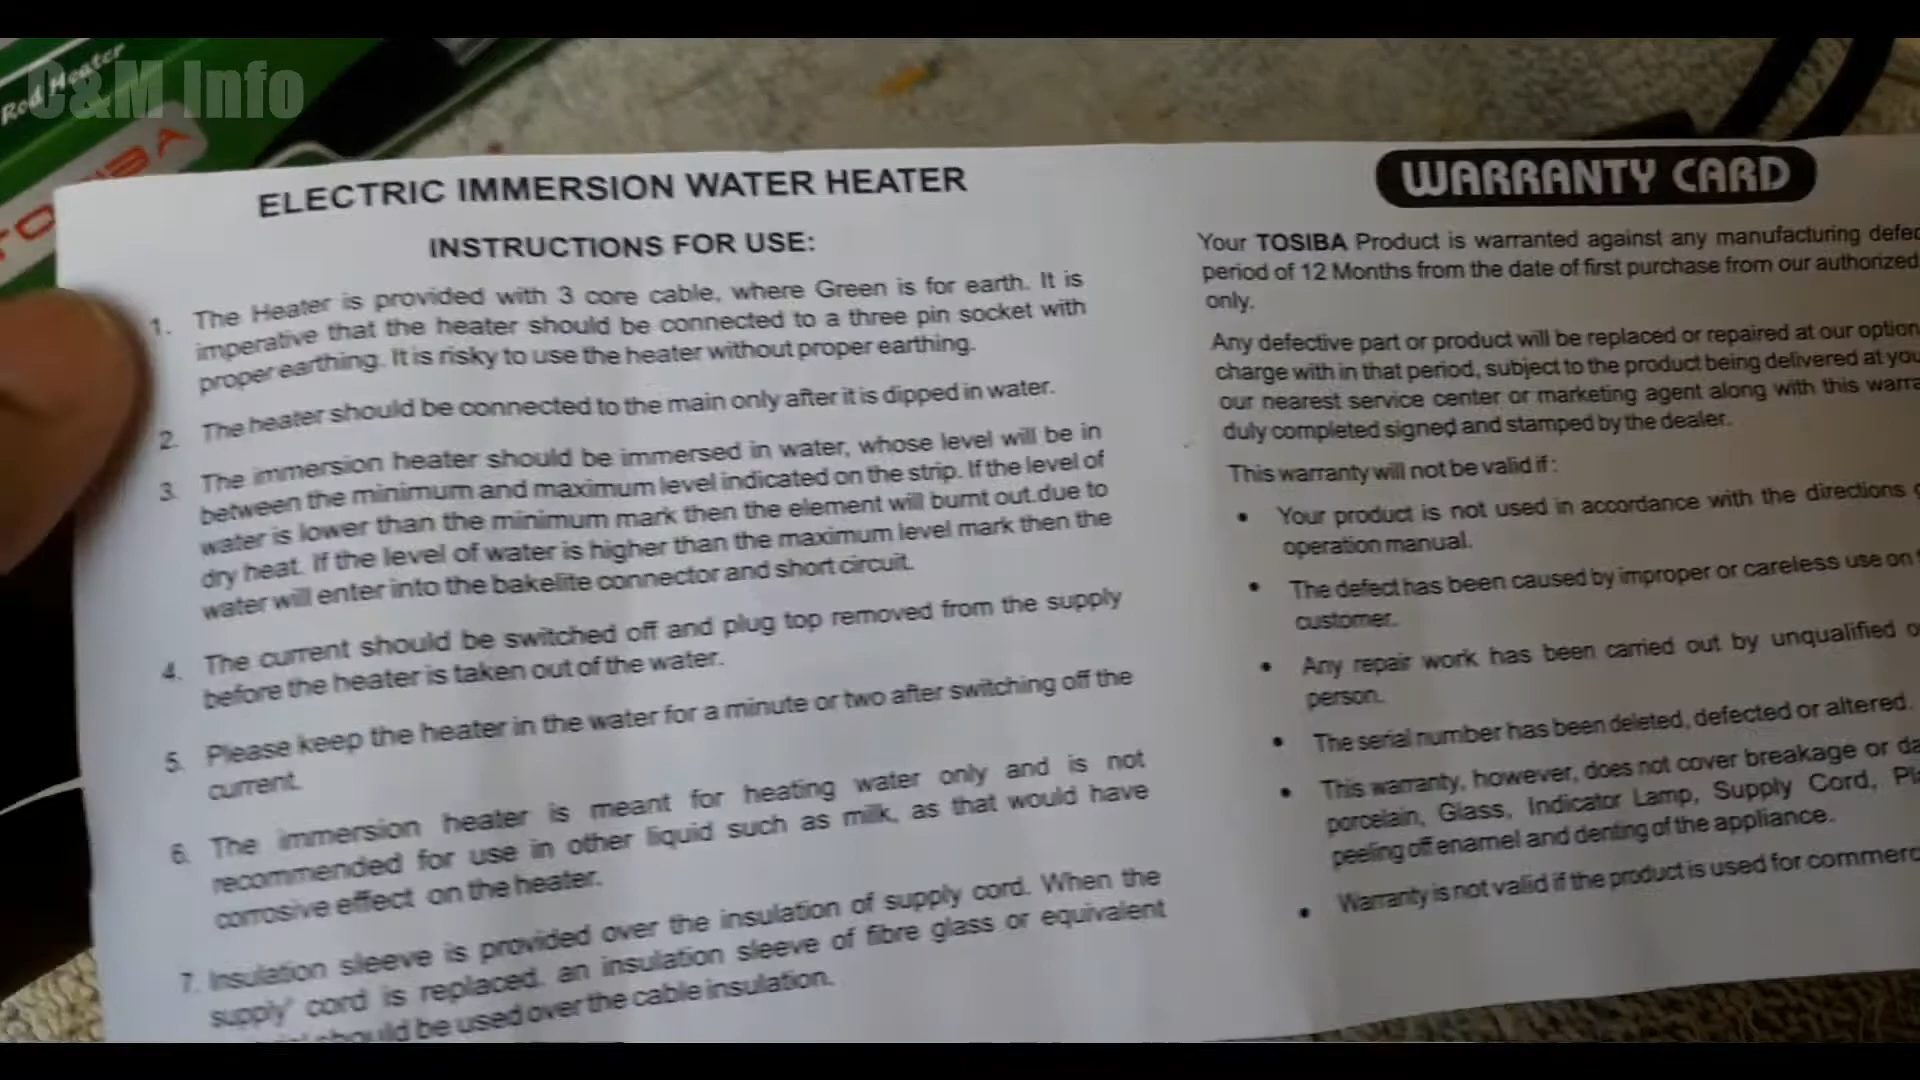 C&M Info
Rod Heater
ELECTRIC IMMERSION WATER HEATER
INSTRUCTIONS FOR USE:
1. The Heater is provided with 3 core cable, where Green is for earth. It is
imperative that the heater should be connected to a three pin socket with
proper earthing. It is risky to use the heater without proper earthing.
2. The heater should be connected to the main only after it is dipped in water.
3. The immersion heater should be immersed in water, whose level will be in
between the minimum and maximum level indicated on the strip. If the level of
water is lower than the minimum mark then the element will burnt out.due to
dry heat. If the level of water is higher than the maximum level mark then the
water will enter into the bakelite connector and short circuit.
4. The current should be switched off and plug top removed from the supply
before the heater is taken out of the water.
5. Please keep the heater in the water for a minute or two after switching off the
current.
6. The immersion heater is meant for heating water only and is not
recommended for use in other liquid such as milk, as that would have
corrosive effect on the heater.
7. Insulation sleeve is provided over the insulation of supply cord. When the
supply' cord is replaced, an insulation sleeve of fibre glass or equivalent
should be used over the cable insulation.
WARRANTY CARD
Your TOSIBA Product is warranted against any manufacturing
period of 12 Months from the date of first purchase from our authorized
only.
Any defective part or product will be replaced or repaired at our option
charge with in that period, subject to the product being delivered at
our nearest service center or marketing agent along with this
duly completed signed and stamped by the dealer.
This warranty will not be valid if :
• Your product is not used in accordance with the directions
operation manual.
• The defect has been caused by improper or careless use on
customer.
• Any repair work has been carried out by unqualified
person.
• The serial number has been deleted, defected or altered.
• This warranty, however, does not cover breakage or
porcelain, Glass, Indicator Lamp, Supply Cord,
peeling off enamel and denting of the appliance.
• Warranty is not valid if the product is used for